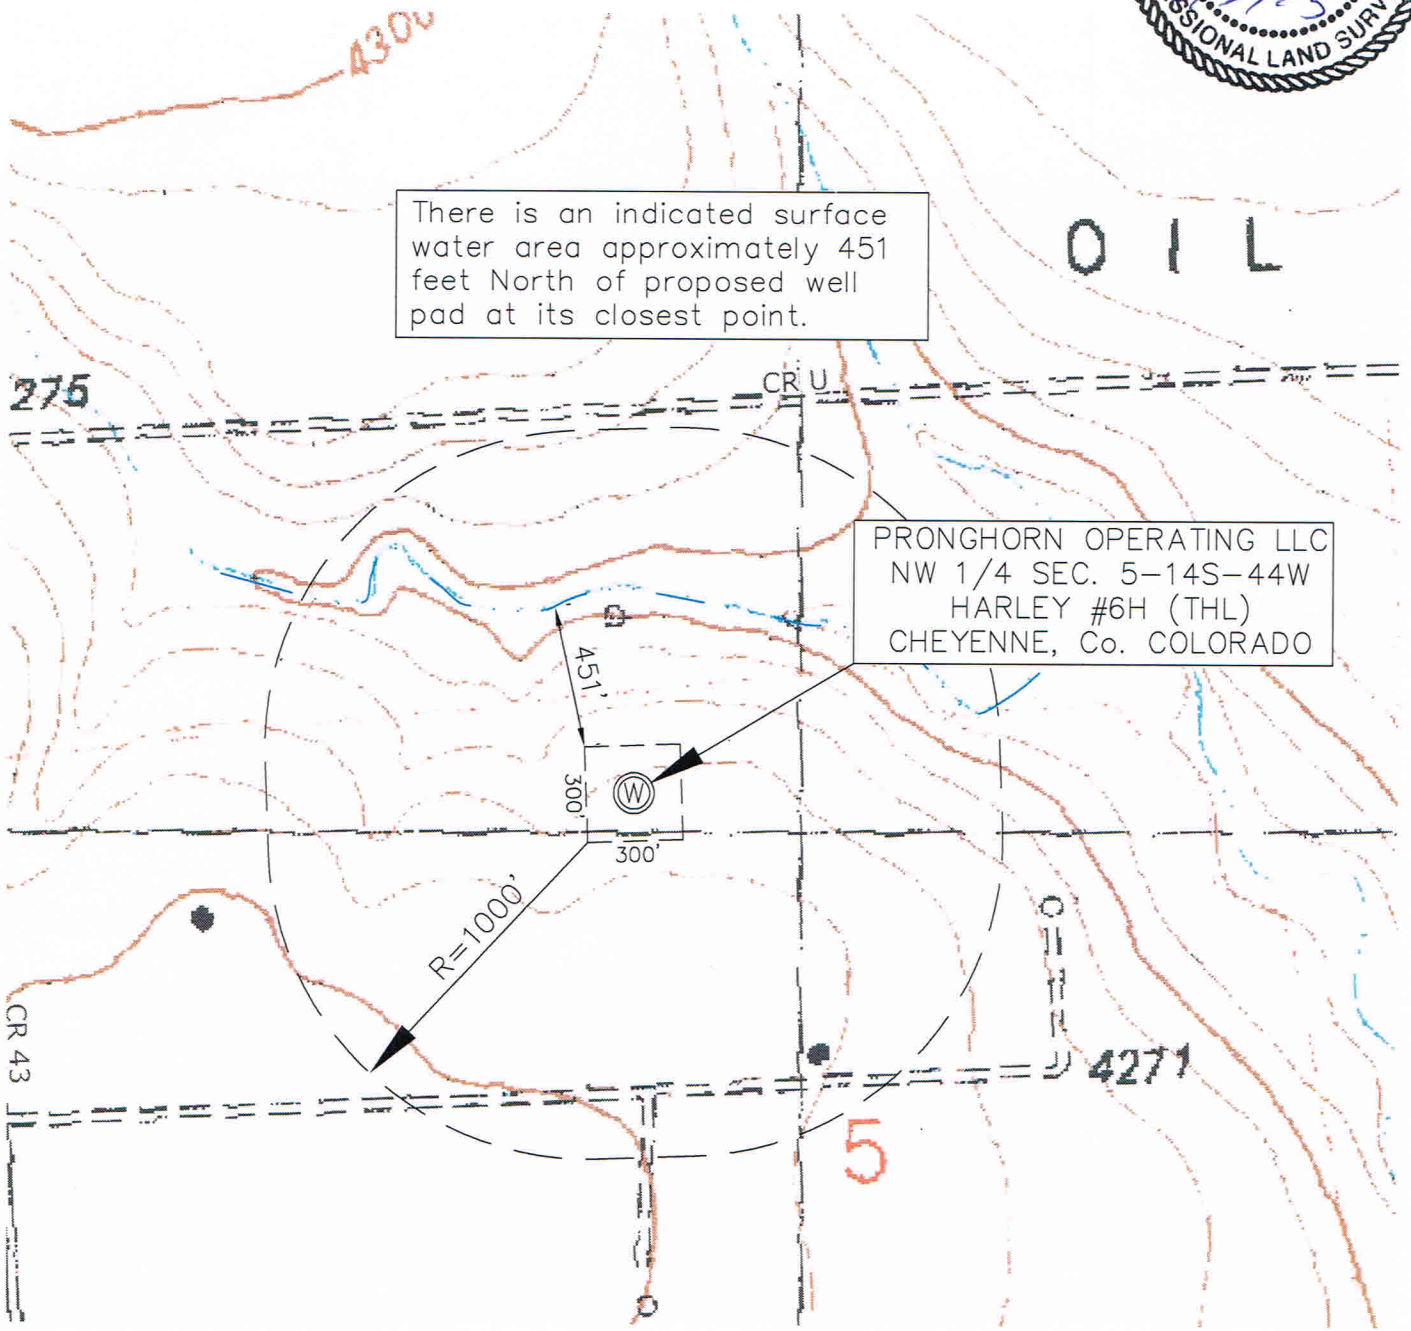 4300
SSIONAL LAND SURV
There is an indicated surface
water area approximately 451
feet North of proposed well
pad at its closest point.
OIL
275
CR U
PRONGHORN OPERATING LLC
NW 1/4 SEC. 5-14S-44W
HARLEY #6H (THL)
CHEYENNE, Co. COLORADO
451'
300'
W
300'
R=1000'
CR 43
4271
5